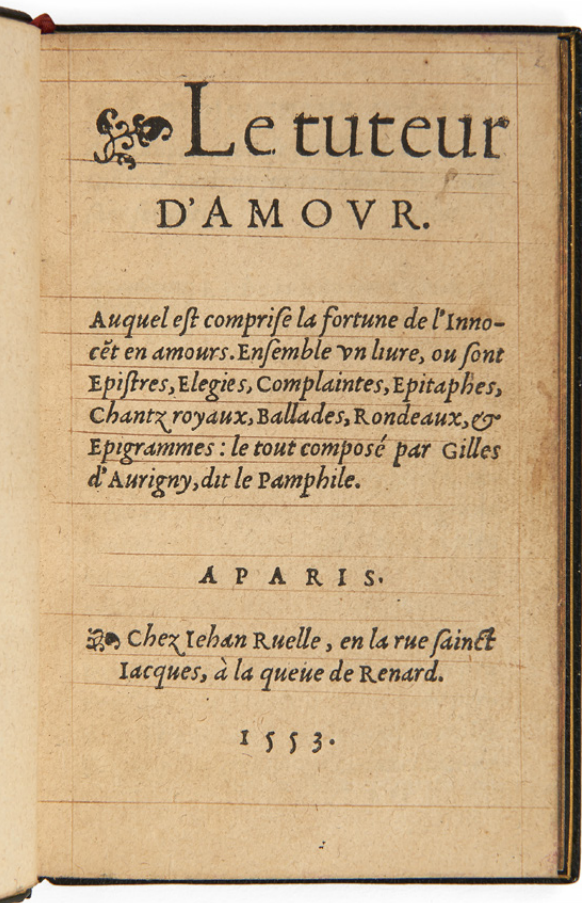 ❧ Le tuteur
D'AMOVR.
Auquel eſt compriſe la fortune de l'Inno-
cẽt en amours. Enſemble vn liure, ou ſont
Epiſtres, Elegies, Complaintes, Epitaphes,
Chantz royaux, Ballades, Rondeaux, &
Epigrammes : le tout composé par Gilles
d'Aurigny, dit le Pamphile.
A PARIS.
❧ Chez Iehan Ruelle, en la rue ſainct
Iacques, à la queue de Renard.
1553.